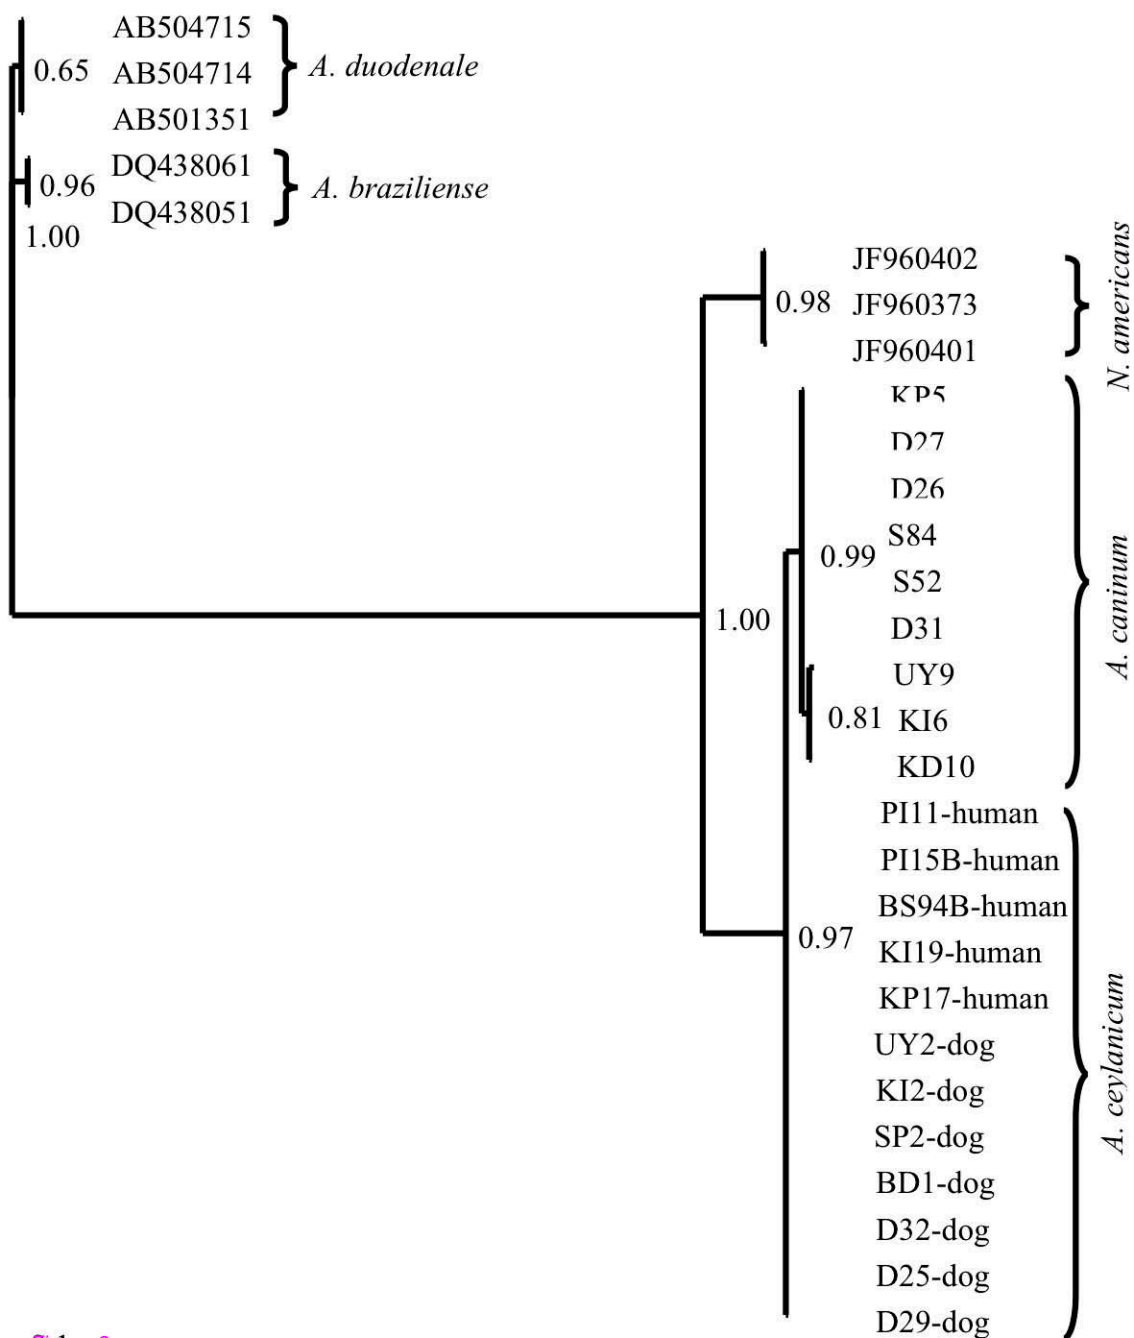 AB504715
0.65 AB504714 A. duodenale
AB501351
DQ438061
0.96 A. braziliense
DQ438051
1.00
JF960402
0.98 JF960373 N. americans
JF960401
KP5
D27
D26
S84
0.99
S52
1.00 D31 A. caninum
UY9
0.81 KI6
KD10
PI11-human
PI15B-human
BS94B-human
0.97 KI19-human
KP17-human
UY2-dog
KI2-dog A. ceylanicum
SP2-dog
BD1-dog
D32-dog
D25-dog
D29-dog